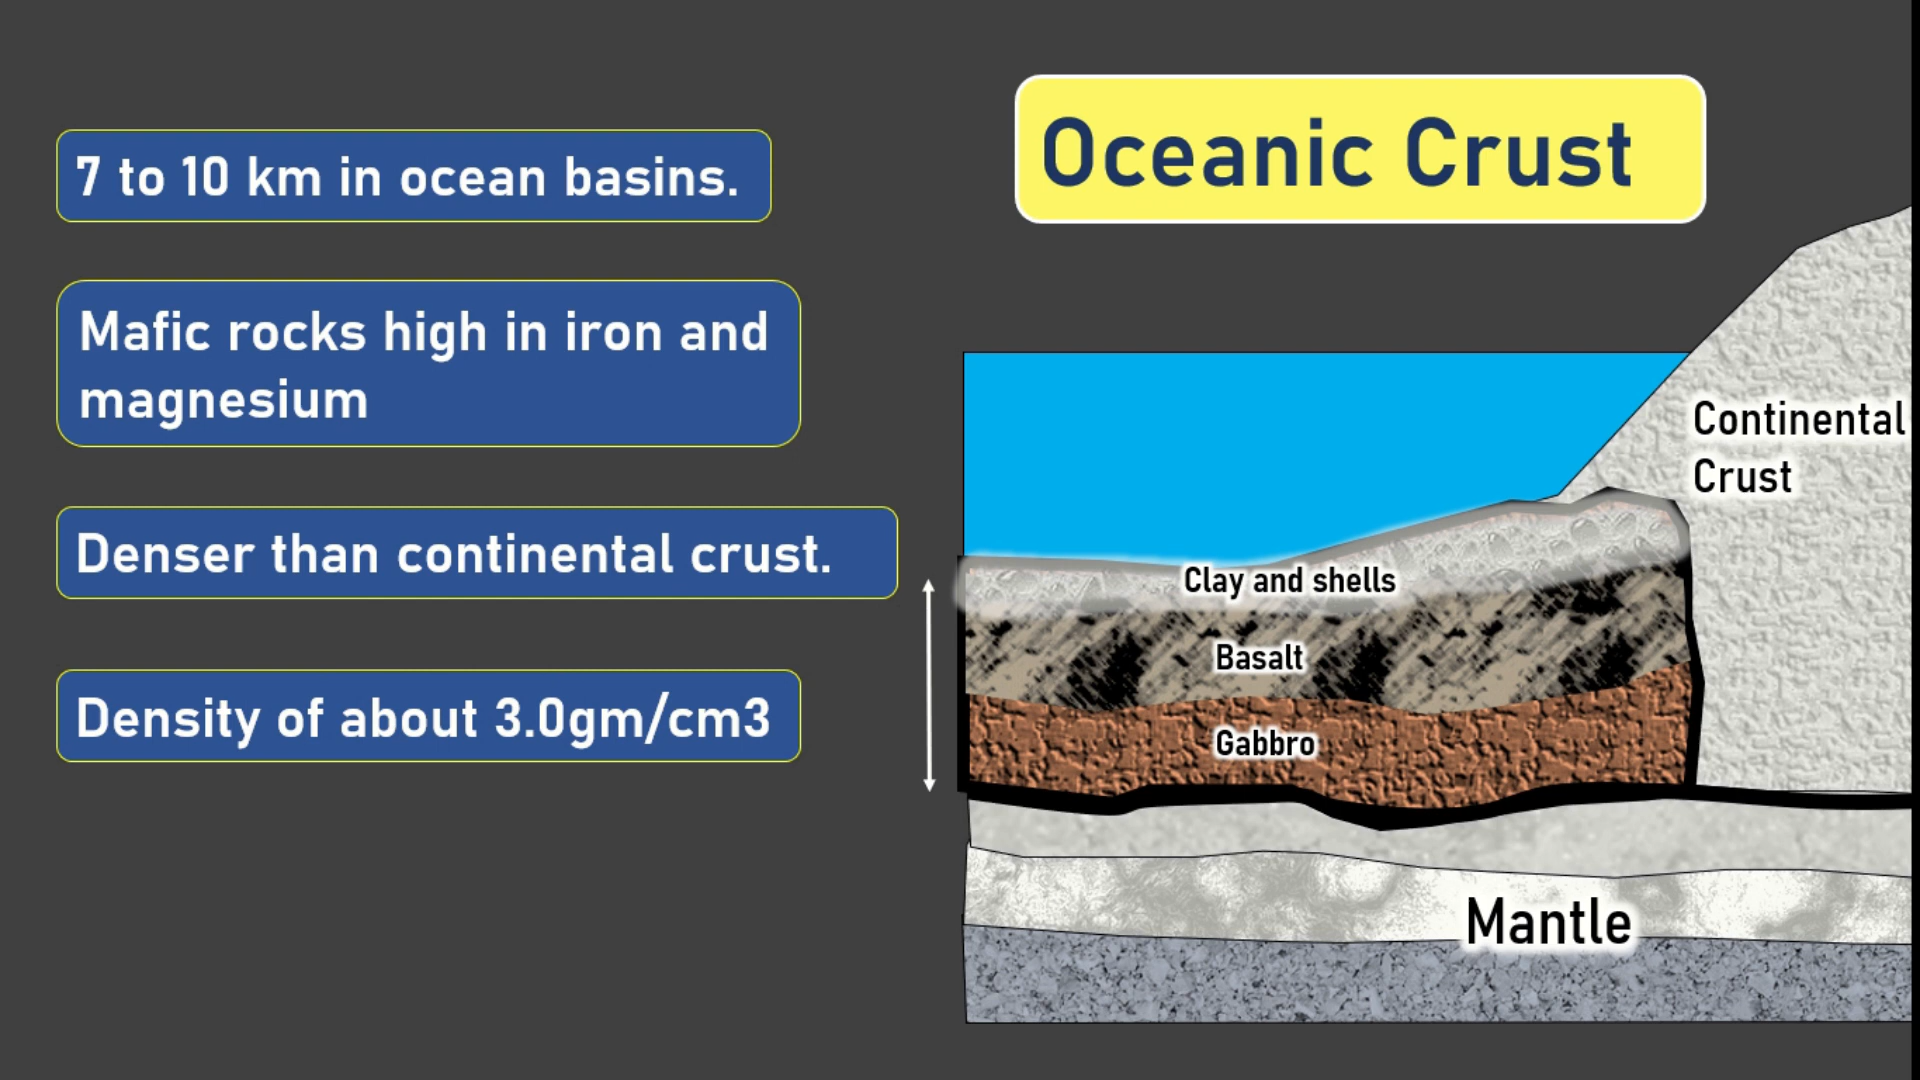 Oceanic Crust
7 to 10 km in ocean basins.
Mafic rocks high in iron and
magnesium
Denser than continental crust.
Density of about 3.0gm/cm3
Continental
Crust
Clay and shells
Basalt
Gabbro
Mantle